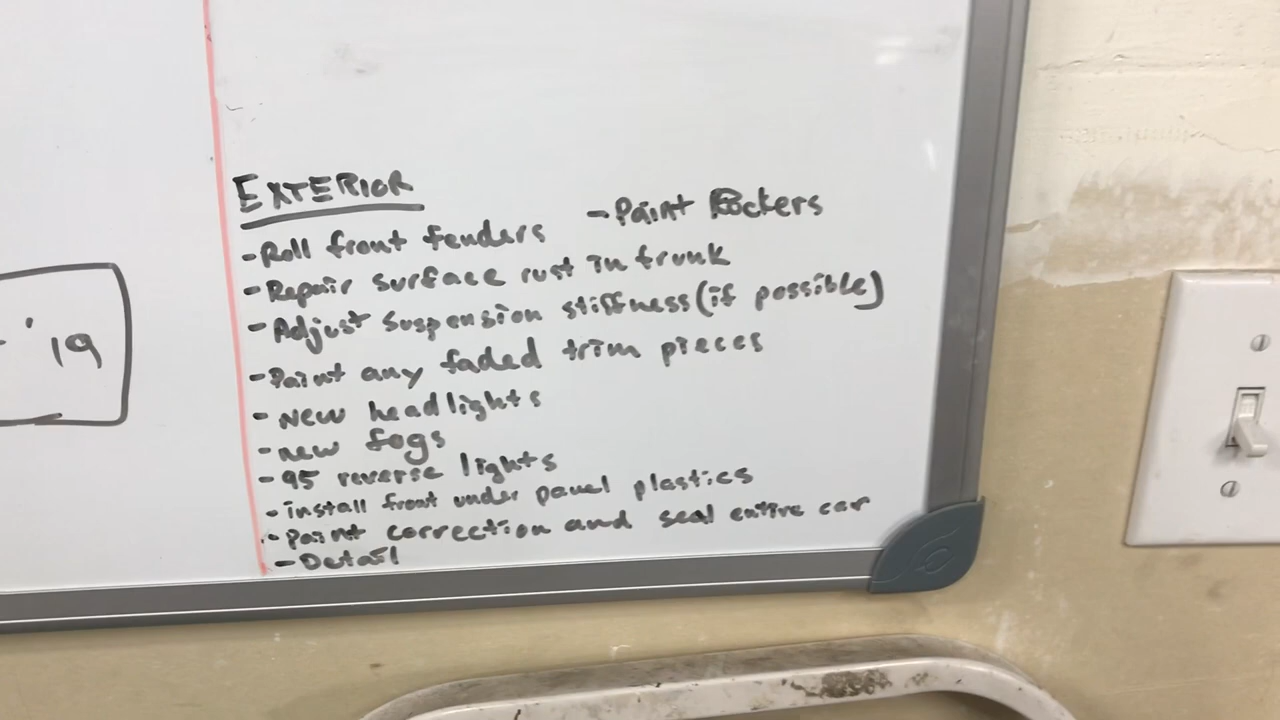 EXTERIOR
- Paint Rockers
- Roll front fenders
- Repair surface rust in trunk
- Adjust suspension stiffness (if possible)
- Paint any faded trim pieces
- New headlights
- new fogs
- 95 reverse lights
- install front under panel plastics
- Paint correction and seal entire car
- Detail
'19